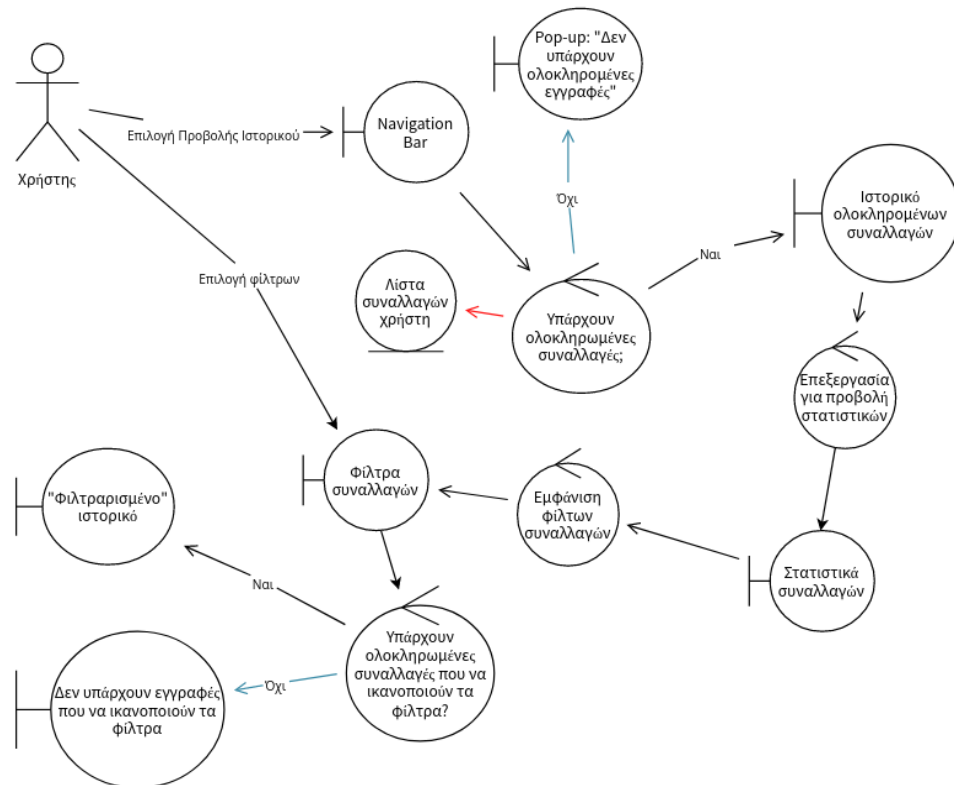 Pop-up: "Δεν
υπάρχουν
ολοκληρομένες
εγγραφές"
Χρήστης
Επιλογή Προβολής Ιστορικού
Navigation
Bar
Όχι
Ναι
Ιστορικό
ολοκληρομένων
συναλλαγών
Επιλογή φίλτρων
Λίστα
συναλλαγών
χρήστη
Υπάρχουν
ολοκληρωμένες
συναλλαγές;
Επεξεργασία
για προβολή
στατιστικών
Φίλτρα
συναλλαγών
"Φιλτραρισμένο"
ιστορικό
Εμφάνιση
φίλτων
συναλλαγών
Στατιστικά
συναλλαγών
Ναι
Υπάρχουν
ολοκληρωμένες
συναλλαγές που να
ικανοποιούν τα
φίλτρα?
Όχι
Δεν υπάρχουν εγγραφές
που να ικανοποιούν τα
φίλτρα